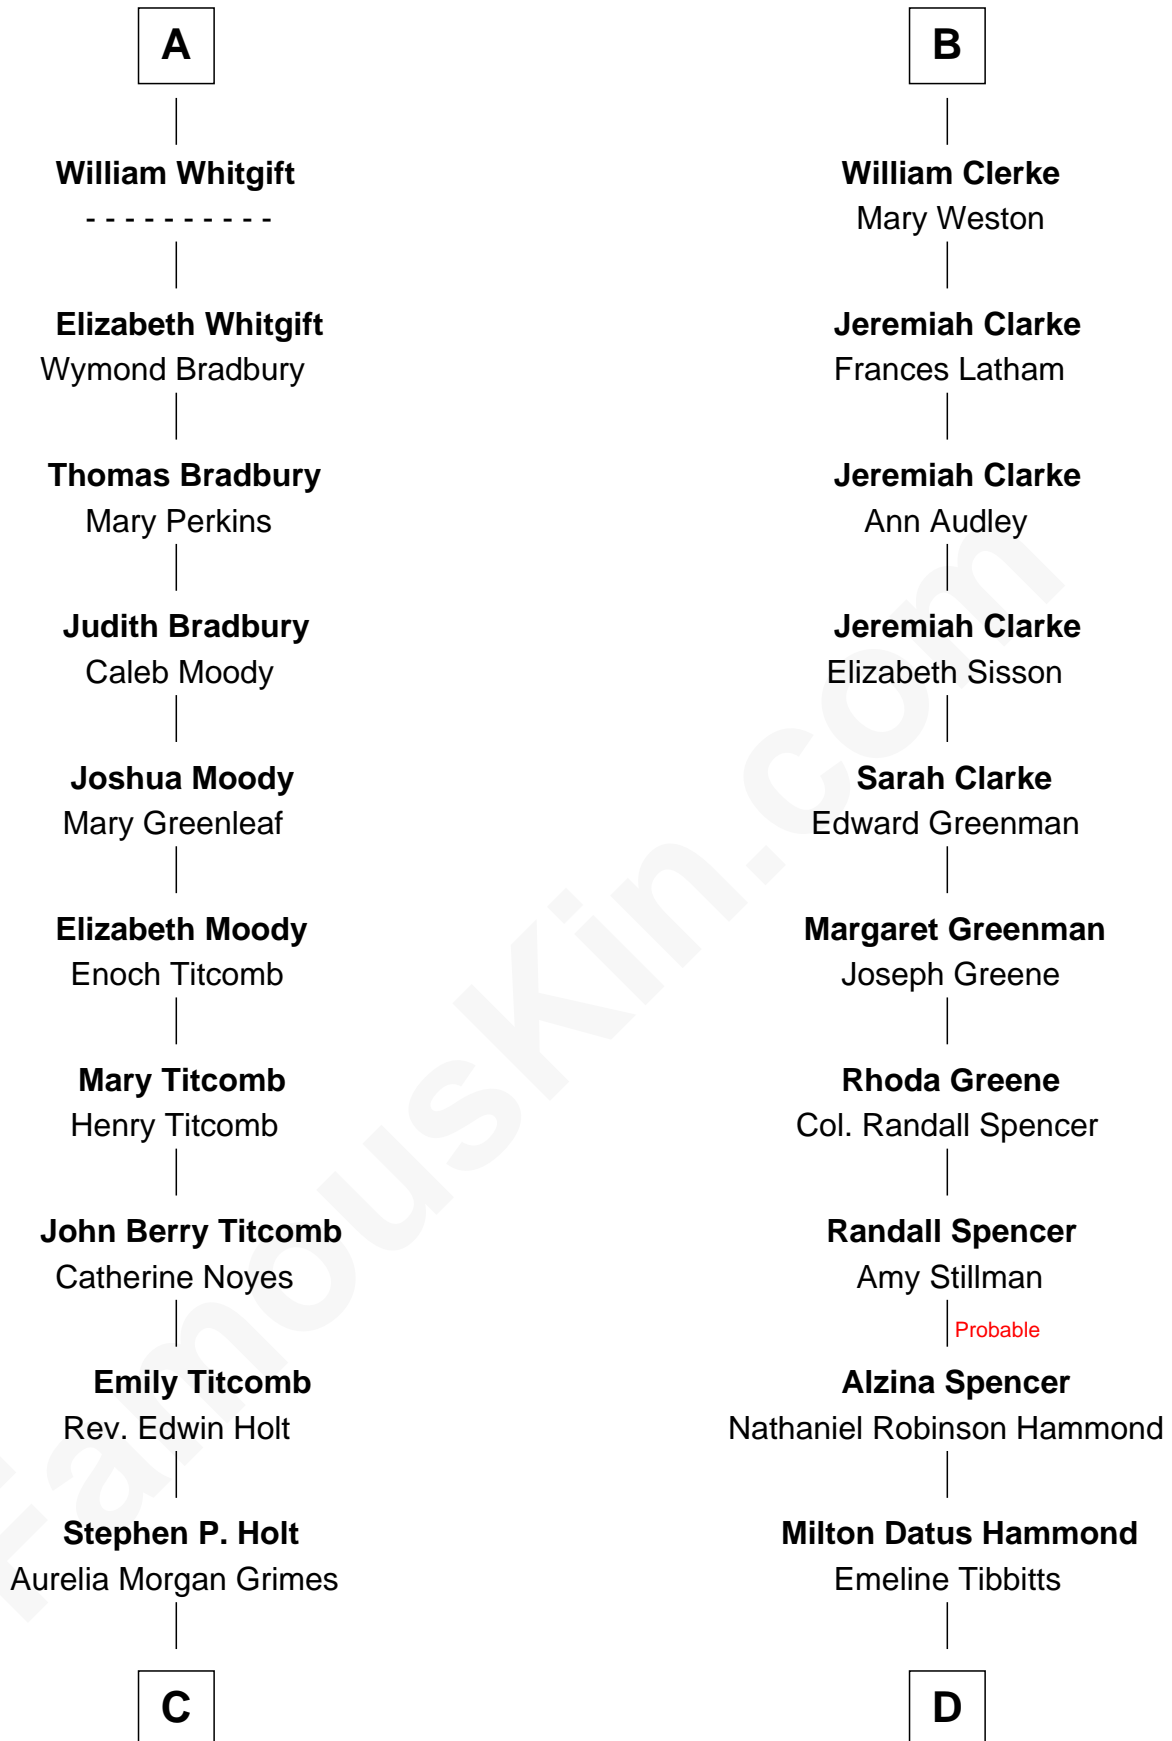 A
William Whitgift
- - - - - - - - - -
Elizabeth Whitgift
Wymond Bradbury
Thomas Bradbury
Mary Perkins
Judith Bradbury
Caleb Moody
Joshua Moody
Mary Greenleaf
Elizabeth Moody
Enoch Titcomb
Mary Titcomb
Henry Titcomb
John Berry Titcomb
Catherine Noyes
Emily Titcomb
Rev. Edwin Holt
Stephen P. Holt
Aurelia Morgan Grimes
C
B
William Clerke
Mary Weston
Jeremiah Clarke
Frances Latham
Jeremiah Clarke
Ann Audley
Jeremiah Clarke
Elizabeth Sisson
Sarah Clarke
Edward Greenman
Margaret Greenman
Joseph Greene
Rhoda Greene
Col. Randall Spencer
Randall Spencer
Amy Stillman
Probable
Alzina Spencer
Nathaniel Robinson Hammond
Milton Datus Hammond
Emeline Tibbitts
D
FamousKin.com